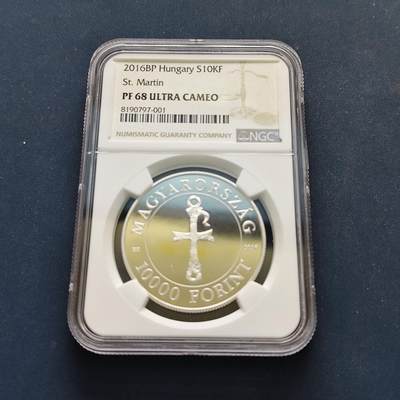 2016BP Hungary S10KF
St. Martin
PF 68 ULTRA CAMEO
8190797-001
NUMISMATIC GUARANTY COMPANY
NGC
MAGYARORSZÁG
10000 FORINT